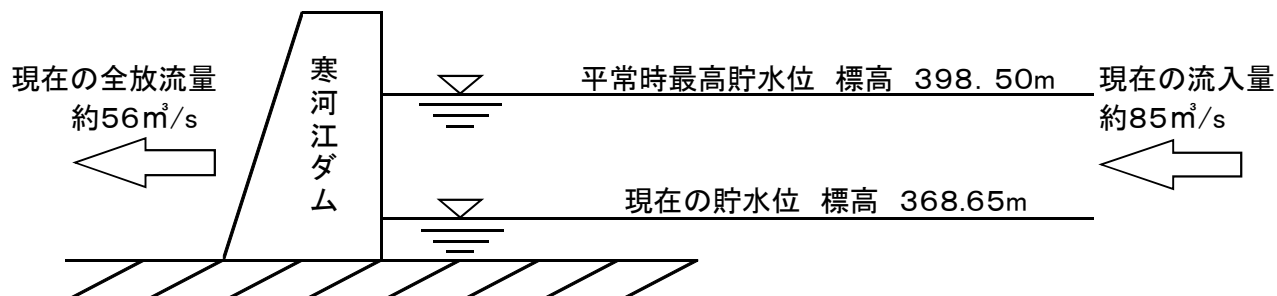 現在の全放流量
約56㎥/s
寒河江ダム
平常時最高貯水位 標高 398．50m
現在の貯水位 標高 368.65m
現在の流入量
約85㎥/s